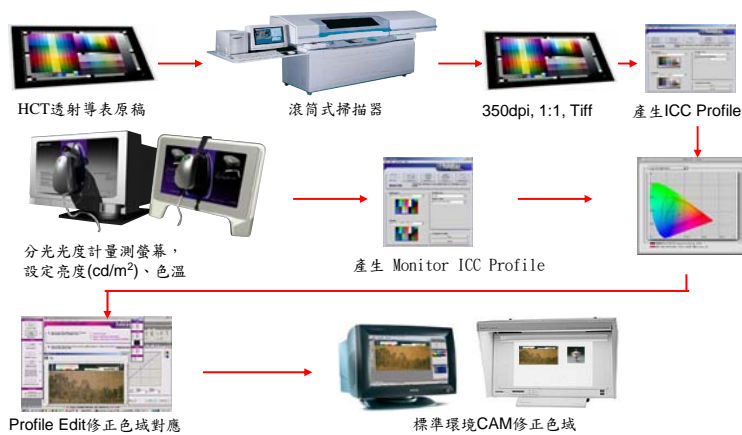 HCT透射導表原稿
滾筒式掃描器
350dpi, 1:1, Tiff
產生ICC Profile
分光光度計量測螢幕，
設定亮度(cd/m²)、色溫
產生 Monitor ICC Profile
Profile Edit修正色域對應
標準環境CAM修正色域